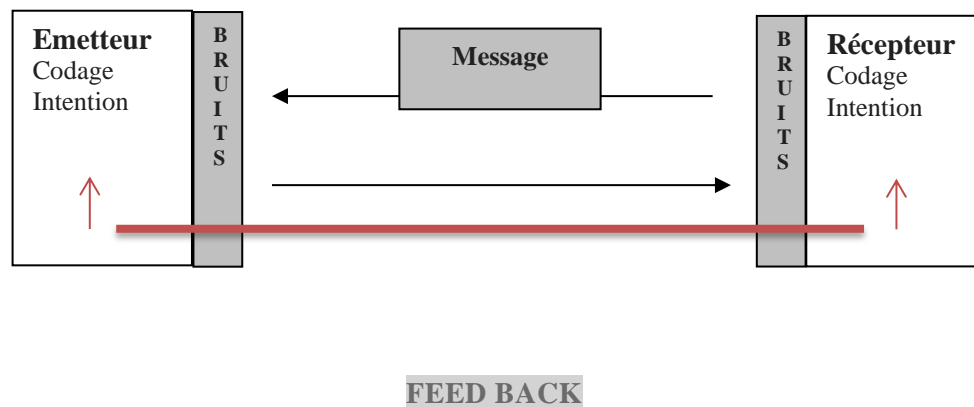 Emetteur
Codage
Intention
B
R
U
I
T
S
Message
B
R
U
I
T
S
Récepteur
Codage
Intention
FEED BACK